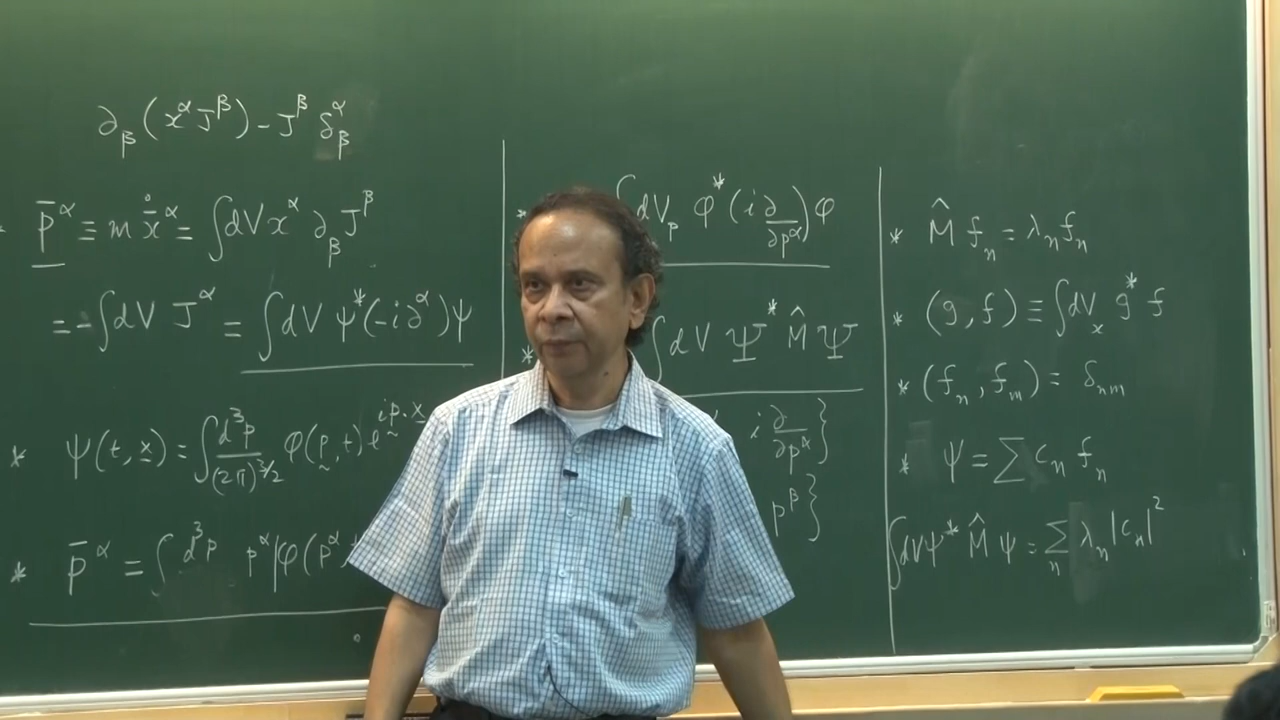 ∂_β (x^α J^β) - J^β δ^α_β
p̄^α ≡ m ẋ̄^α = ∫dV x^α ∂_β J^β
= -∫dV J^α = ∫dV ψ* (-i∂^α) ψ
* ψ(t, x) = ∫ d³p/(2π)^{3/2} φ(p, t) e^{ip·x}
* p̄^α = ∫ d³p p^α |φ(p^α
* ∫dV_p φ* (i ∂/∂p^α) φ
* ∫dV Ψ* M̂ Ψ
i ∂/∂p^α }
p^β }
* M̂ f_n = λ_n f_n
* (g, f) ≡ ∫dV_x g* f
* (f_n, f_m) = δ_nm
* ψ = Σ c_n f_n
∫dV ψ* M̂ ψ = Σ_n λ_n |c_n|²